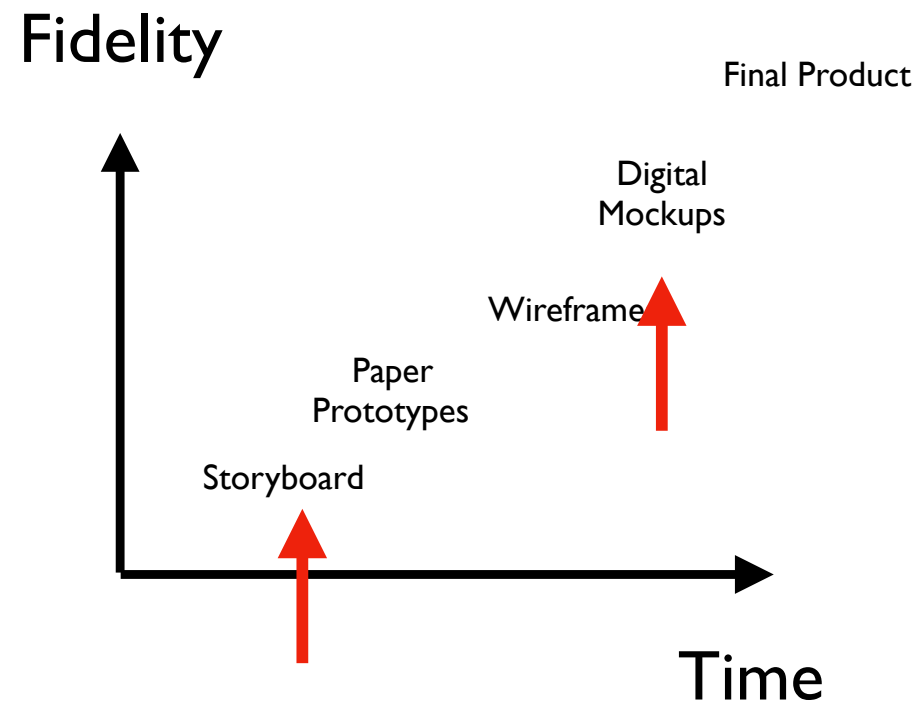 Fidelity
Final Product
Digital
Mockups
Wireframe
Paper
Prototypes
Storyboard
Time